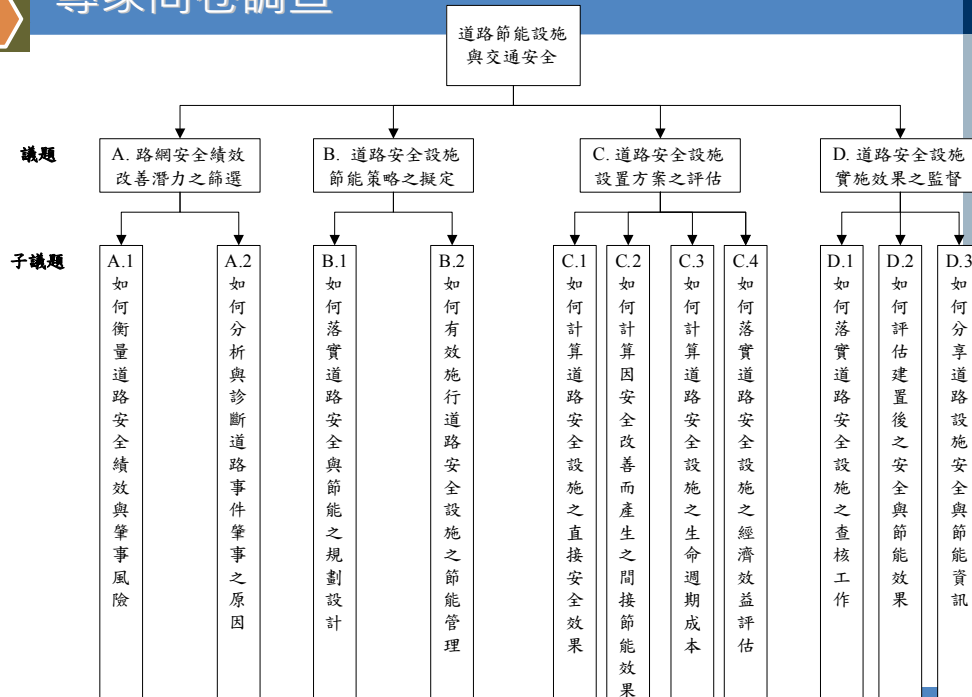 專家問卷調查
道路節能設施
與交通安全
議題
A. 路網安全績效
改善潛力之篩選
B. 道路安全設施
節能策略之擬定
C. 道路安全設施
設置方案之評估
D. 道路安全設施
實施效果之監督
子議題
A.1
如何衡量道路安全績效與肇事風險
A.2
如何分析與診斷道路事件肇事之原因
B.1
如何落實道路安全與節能之規劃設計
B.2
如何有效施行道路安全設施之節能管理
C.1
如何計算道路安全設施之直接安全效果
C.2
如何計算因安全改善而產生之間接節能效果
C.3
如何計算道路安全設施之生命週期成本
C.4
如何落實道路安全設施之經濟效益評估
D.1
如何落實道路安全設施之查核工作
D.2
如何評估建置後之安全與節能效果
D.3
如何分享道路設施安全與節能資訊